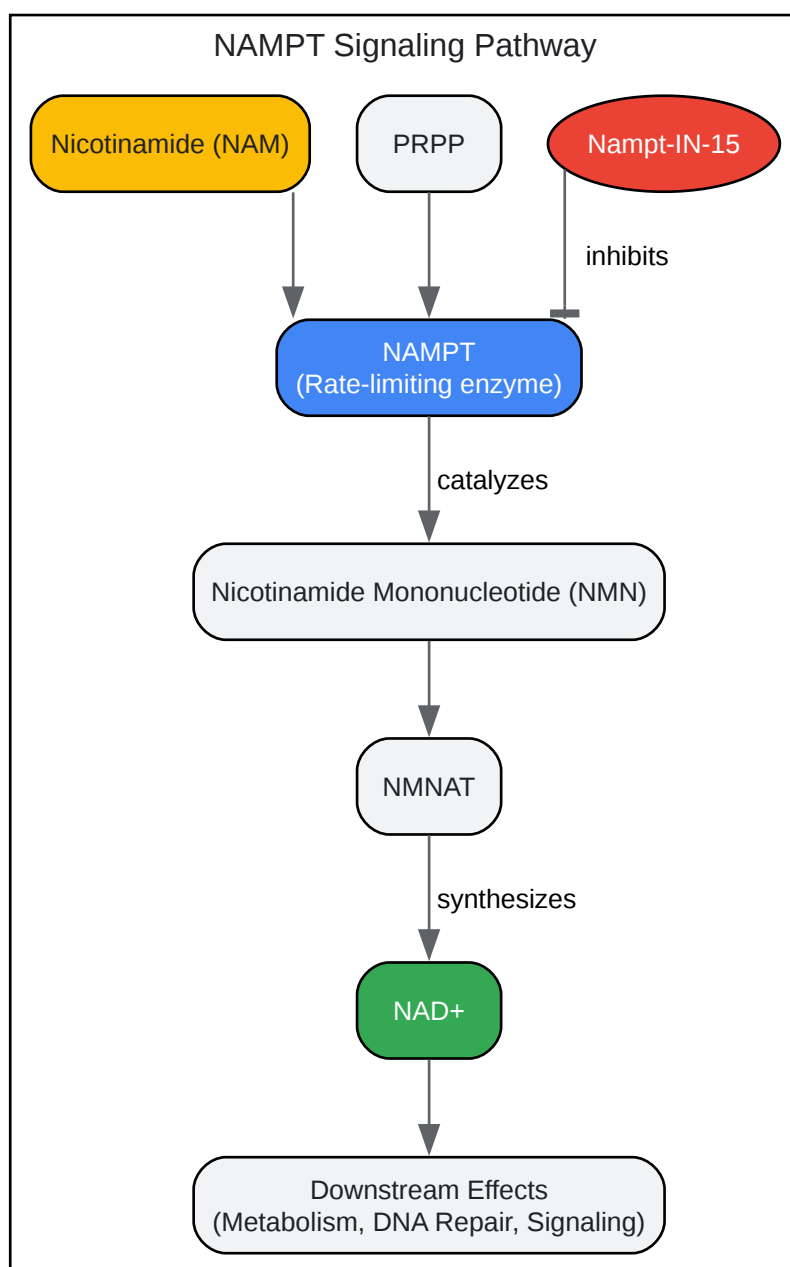 NAMPT Signaling Pathway
Nicotinamide (NAM)
PRPP
Nampt-IN-15
inhibits
NAMPT
(Rate-limiting enzyme)
catalyzes
Nicotinamide Mononucleotide (NMN)
NMNAT
synthesizes
NAD+
Downstream Effects
(Metabolism, DNA Repair, Signaling)